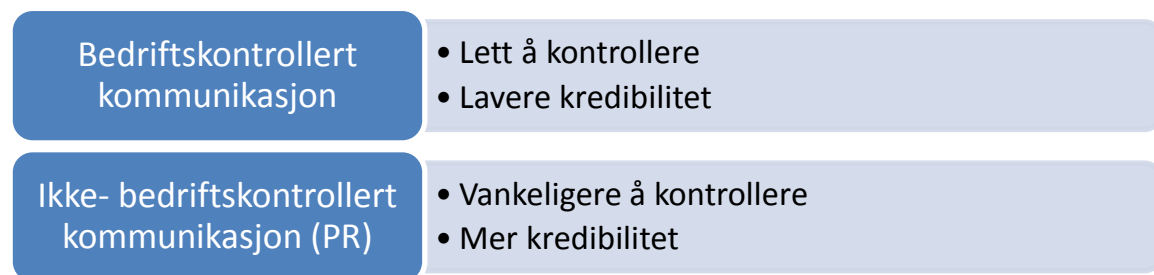 Bedriftskontrollert
kommunikasjon
• Lett å kontrollere
• Lavere kredibilitet
Ikke- bedriftskontrollert
kommunikasjon (PR)
• Vankeligere å kontrollere
• Mer kredibilitet